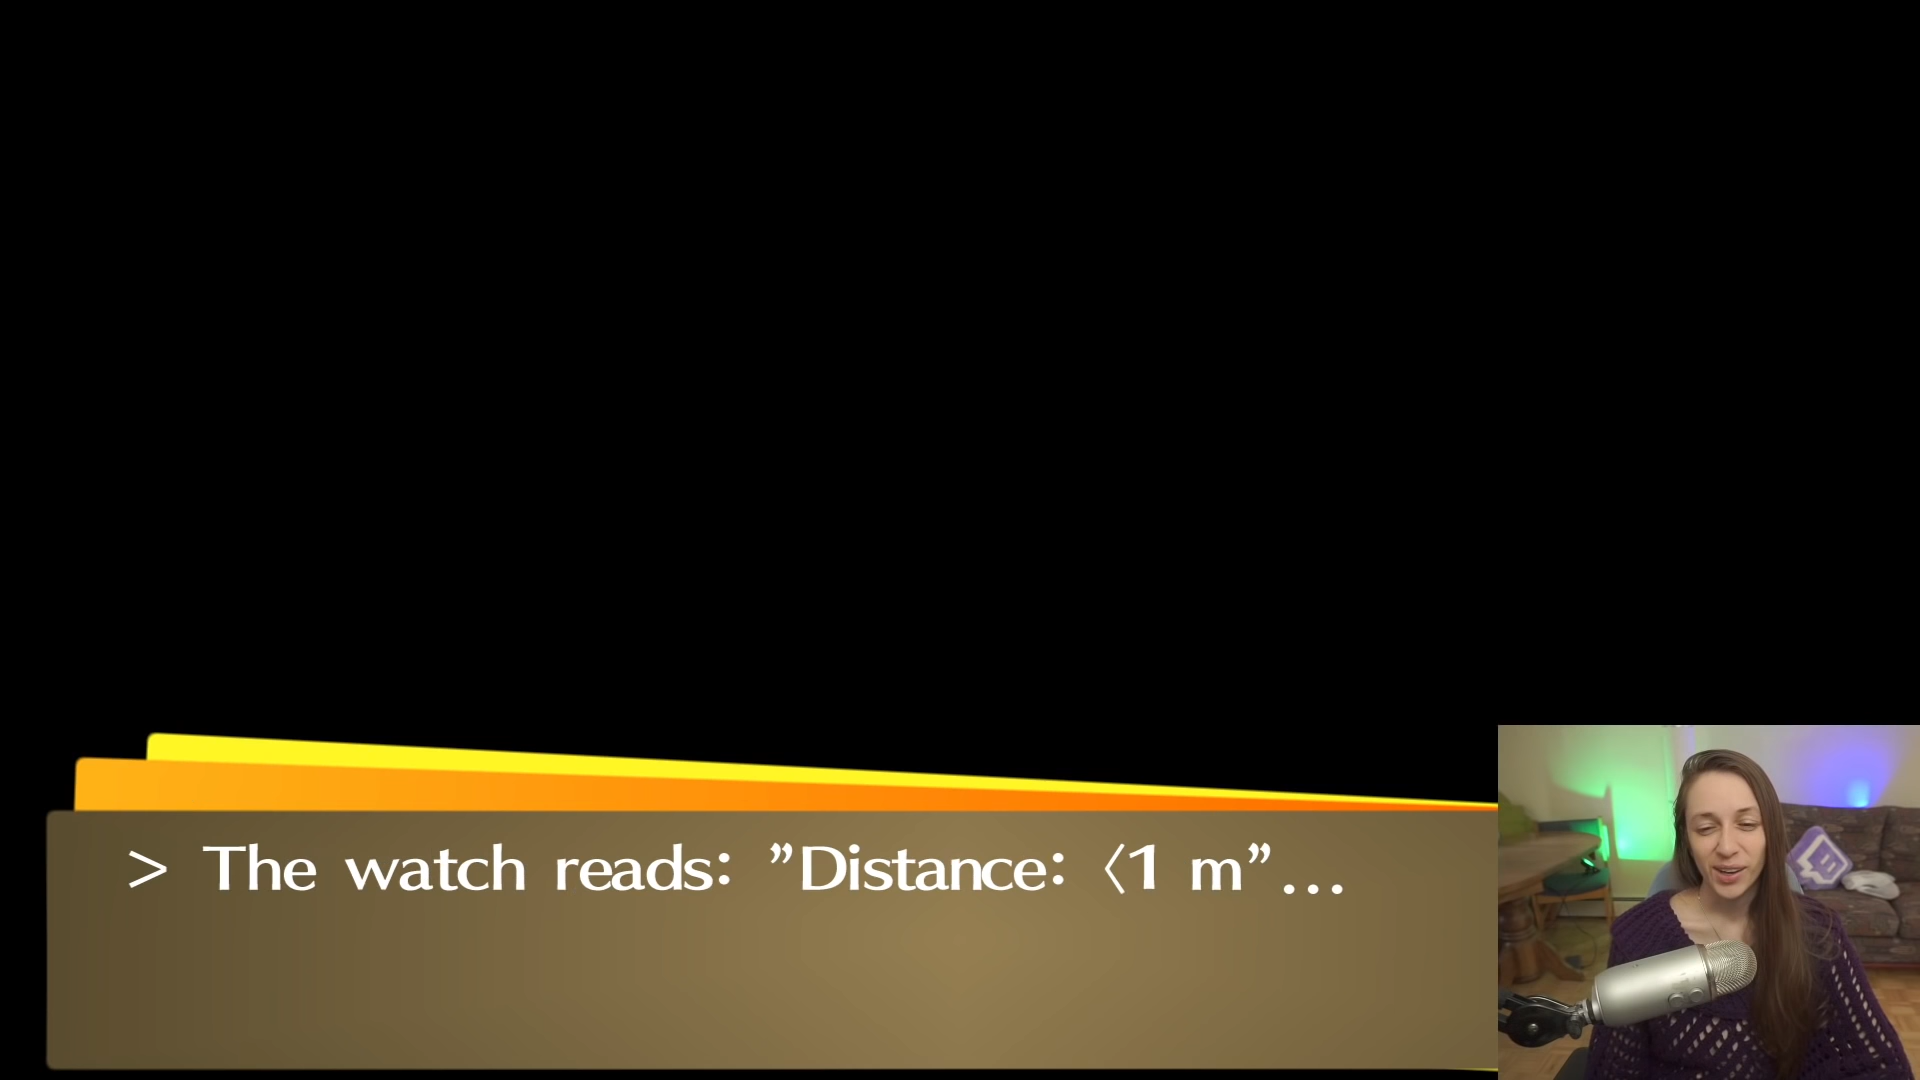 > The watch reads: ”Distance: 〈1 m”...